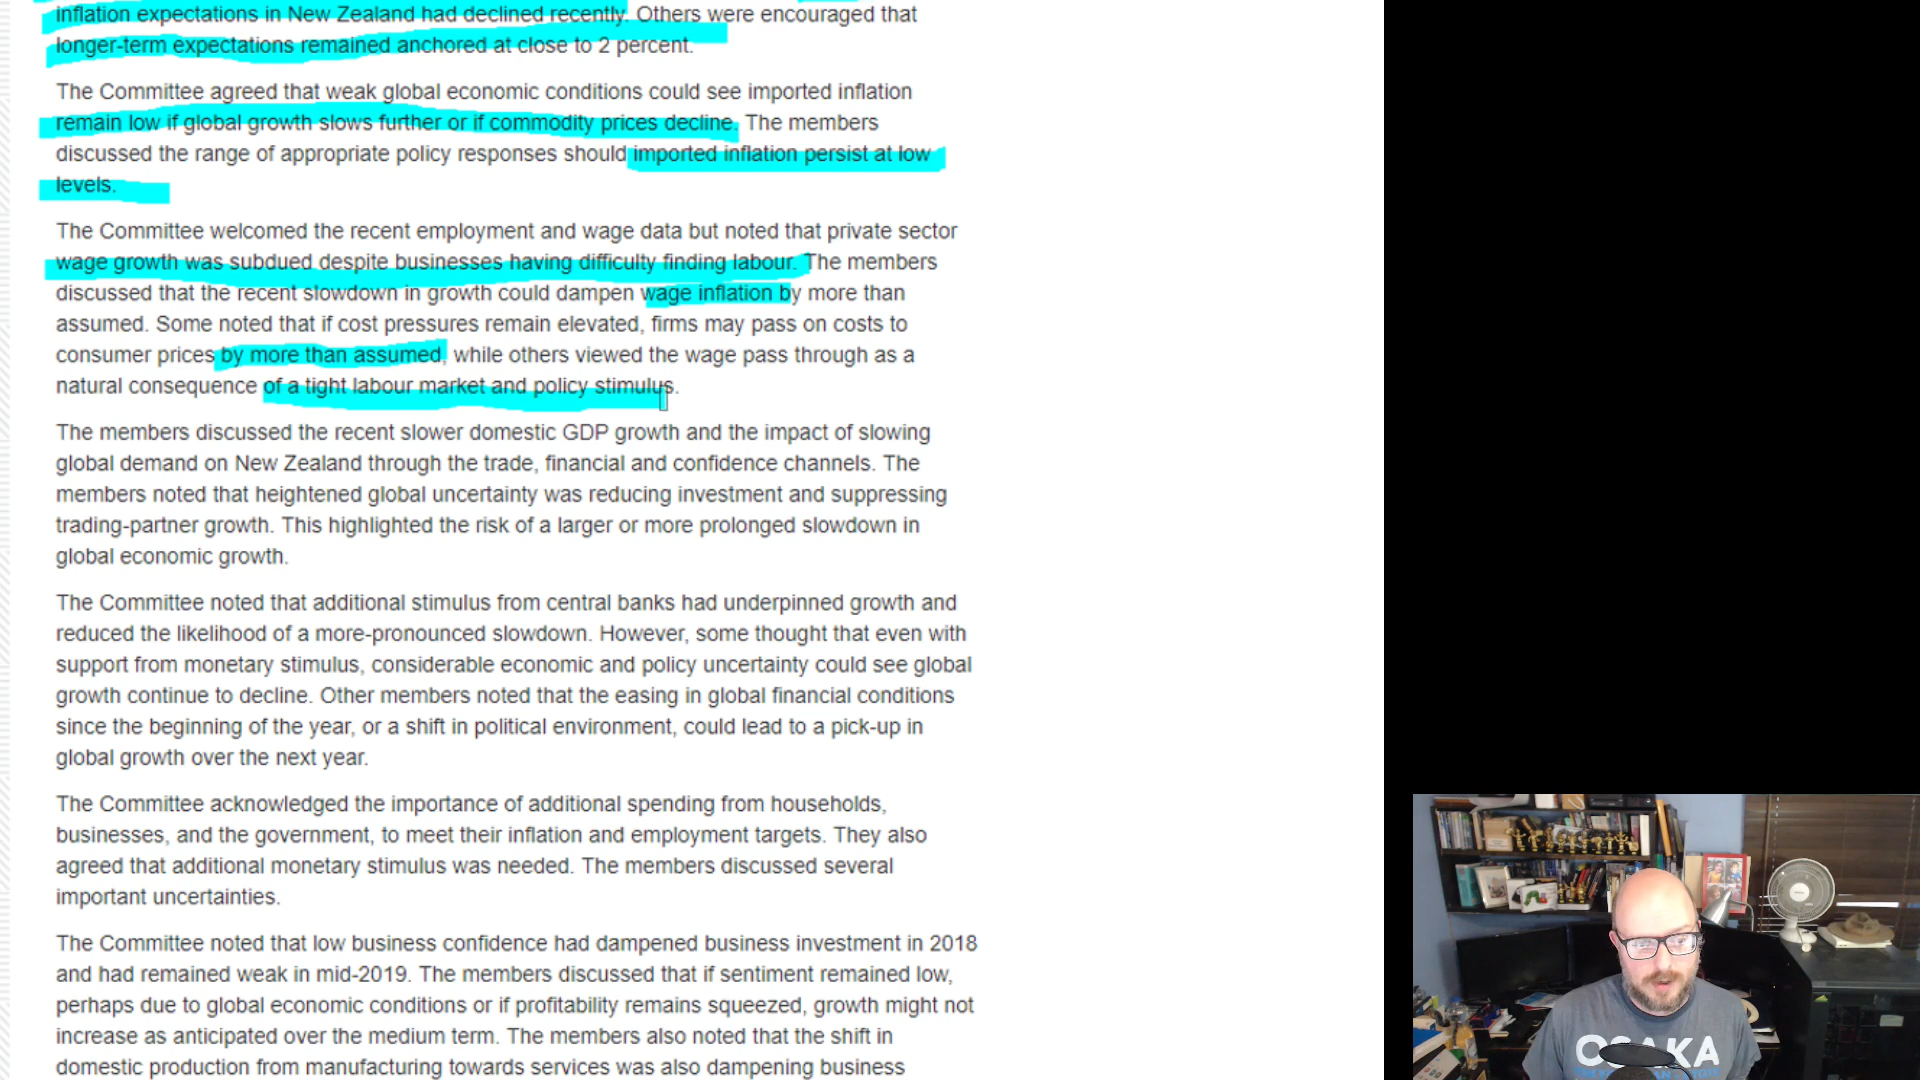 inflation expectations in New Zealand had declined recently. Others were encouraged that
longer-term expectations remained anchored at close to 2 percent.
The Committee agreed that weak global economic conditions could see imported inflation
remain low if global growth slows further or if commodity prices decline. The members
discussed the range of appropriate policy responses should imported inflation persist at low
levels.
The Committee welcomed the recent employment and wage data but noted that private sector
wage growth was subdued despite businesses having difficulty finding labour. The members
discussed that the recent slowdown in growth could dampen wage inflation by more than
assumed. Some noted that if cost pressures remain elevated, firms may pass on costs to
consumer prices by more than assumed, while others viewed the wage pass through as a
natural consequence of a tight labour market and policy stimulus.
The members discussed the recent slower domestic GDP growth and the impact of slowing
global demand on New Zealand through the trade, financial and confidence channels. The
members noted that heightened global uncertainty was reducing investment and suppressing
trading-partner growth. This highlighted the risk of a larger or more prolonged slowdown in
global economic growth.
The Committee noted that additional stimulus from central banks had underpinned growth and
reduced the likelihood of a more-pronounced slowdown. However, some thought that even with
support from monetary stimulus, considerable economic and policy uncertainty could see global
growth continue to decline. Other members noted that the easing in global financial conditions
since the beginning of the year, or a shift in political environment, could lead to a pick-up in
global growth over the next year.
The Committee acknowledged the importance of additional spending from households,
businesses, and the government, to meet their inflation and employment targets. They also
agreed that additional monetary stimulus was needed. The members discussed several
important uncertainties.
The Committee noted that low business confidence had dampened business investment in 2018
and had remained weak in mid-2019. The members discussed that if sentiment remained low,
perhaps due to global economic conditions or if profitability remains squeezed, growth might not
increase as anticipated over the medium term. The members also noted that the shift in
domestic production from manufacturing towards services was also dampening business
OSAKA